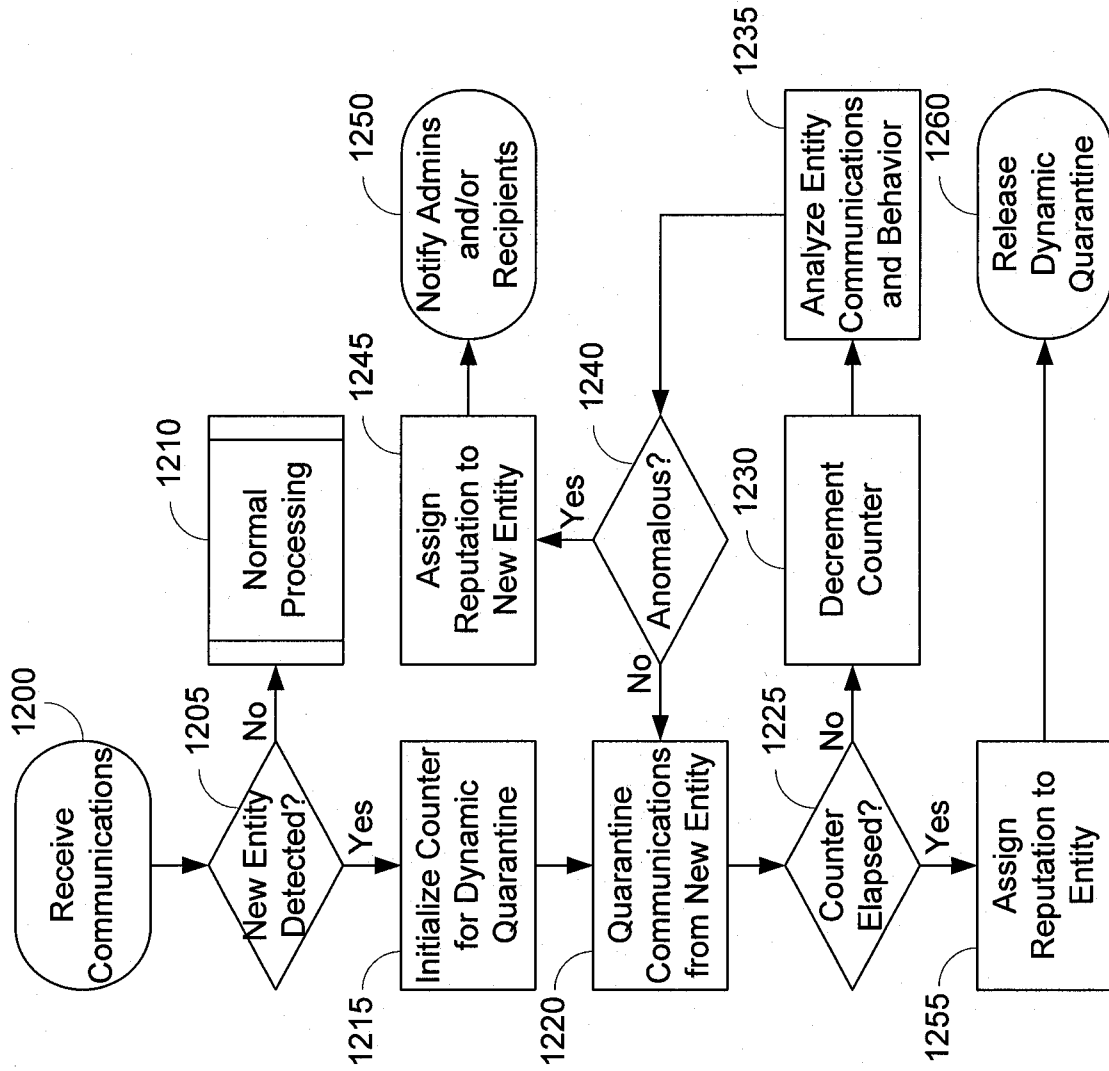 1200
Receive
Communications
1205
New Entity
Detected?
No
Yes
1210
Normal
Processing
1215
Initialize Counter
for Dynamic
Quarantine
1220
Quarantine
Communications
from New Entity
1225
Counter
Elapsed?
No
Yes
1230
Decrement
Counter
1235
Analyze Entity
Communications
and Behavior
1240
Anomalous?
No
Yes
1245
Assign
Reputation to
New Entity
1250
Notify Admins
and/or
Recipients
1255
Assign
Reputation to
Entity
1260
Release
Dynamic
Quarantine